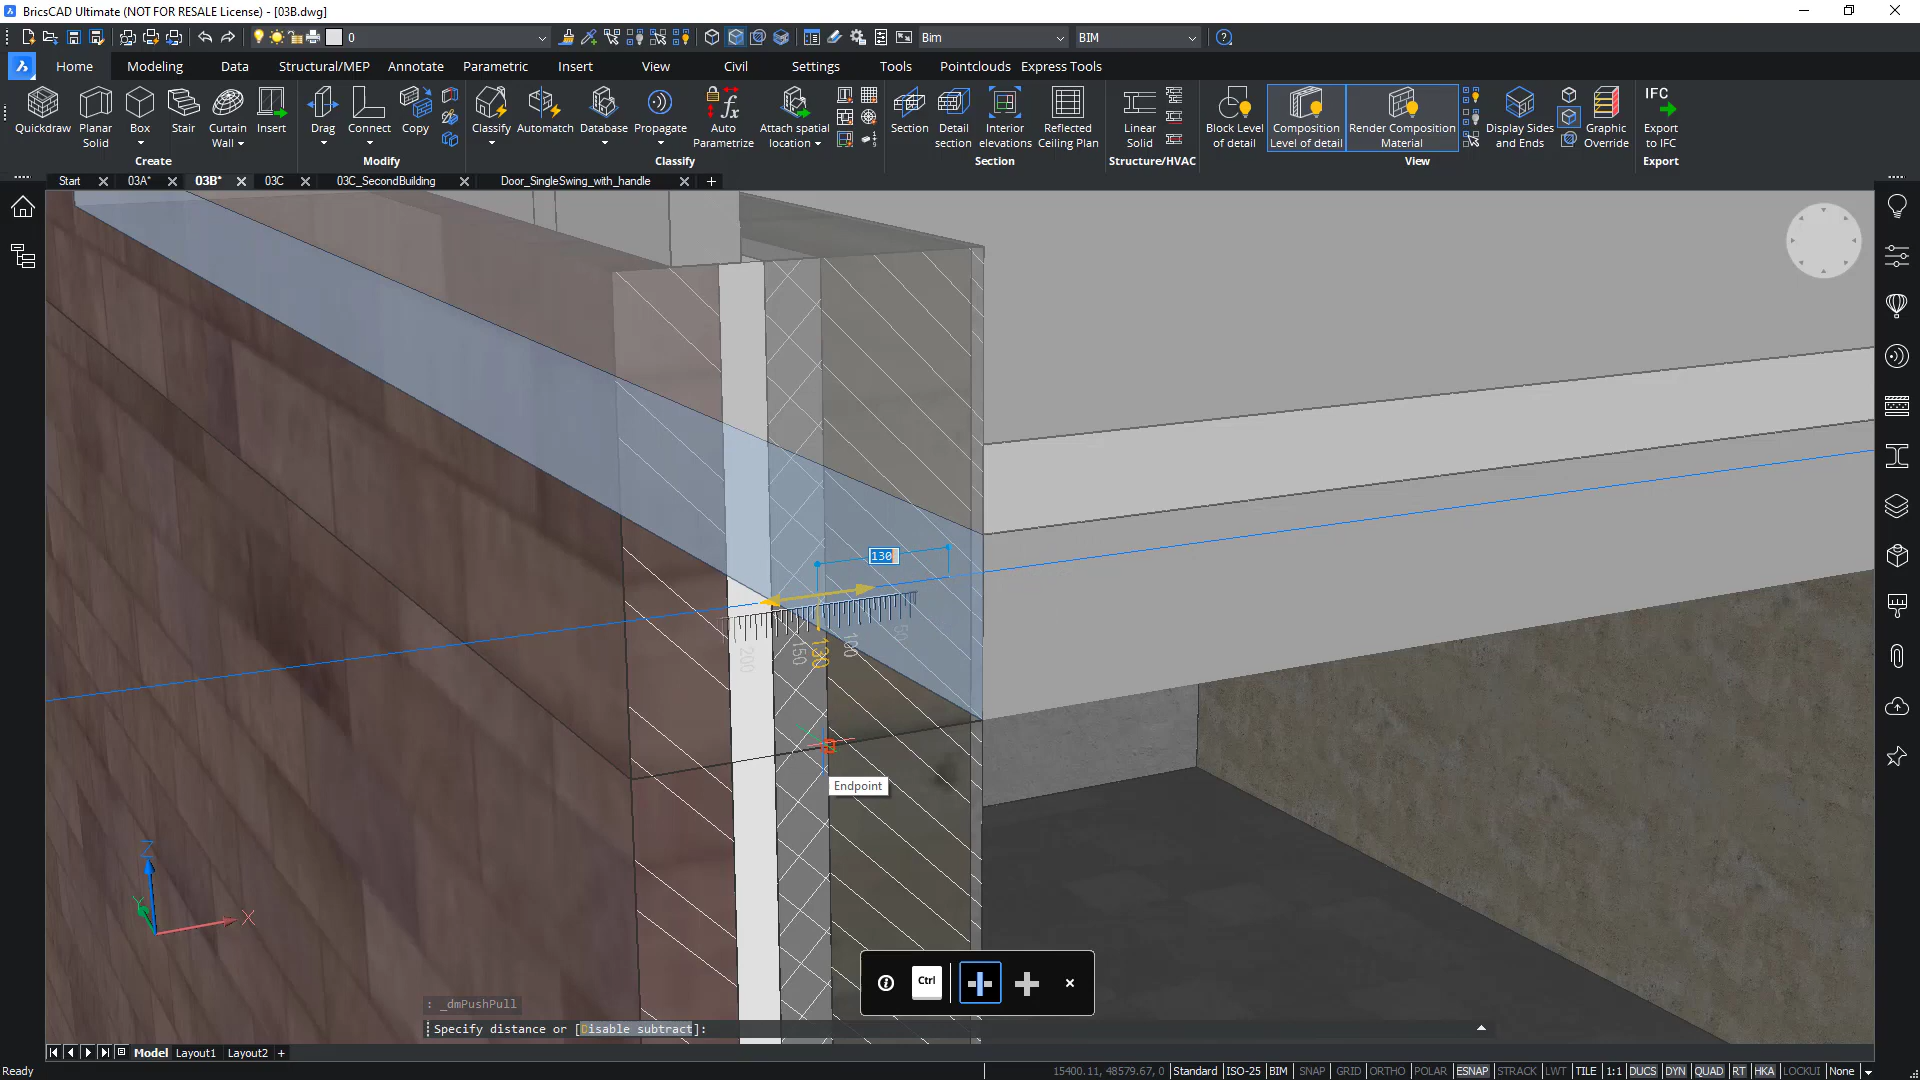 BricsCAD Ultimate (NOT FOR RESALE License) - [03B.dwg]
0
Bim
BIM
Home Modeling Data Structural/MEP Annotate Parametric Insert View Civil Settings Tools Pointclouds Express Tools
Quickdraw
Planar
Solid
Box
Stair
Curtain
Wall
Insert
Drag
Connect
Copy
Classify
Automatch
Database
Propagate
Auto
Parametrize
Attach spatial
location
Section
Detail
section
Interior
elevations
Reflected
Ceiling Plan
Linear
Solid
Block Level
of detail
Composition
Level of detail
Render Composition
Material
Display Sides
and Ends
Graphic
Override
IFC
Export
to IFC
Create Modify Classify Section Structure/HVAC View Export
Start 03A* 03B* 03C 03C_SecondBuilding Door_SingleSwing_with_handle
130
200 150 130 100 50
Endpoint
Z
Y
X
Ctrl
: _dmPushPull
Specify distance or [Disable subtract]:
Model Layout1 Layout2 +
Ready
15400.11, 48579.67, 0 Standard ISO-25 BIM SNAP GRID ORTHO POLAR ESNAP STRACK LWT TILE 1:1 DUCS DYN QUAD RT HKA LOCKUI None